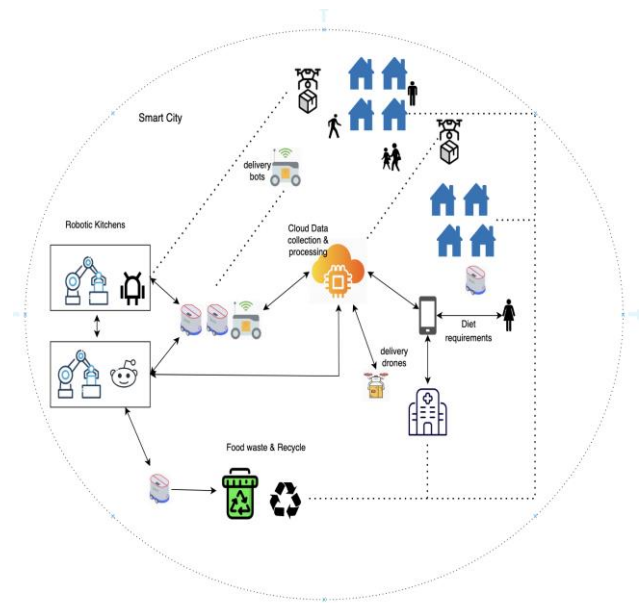 Smart City
delivery
bots
Robotic Kitchens
Cloud Data
collection &
processing
Diet
requirements
delivery
drones
Food waste & Recycle